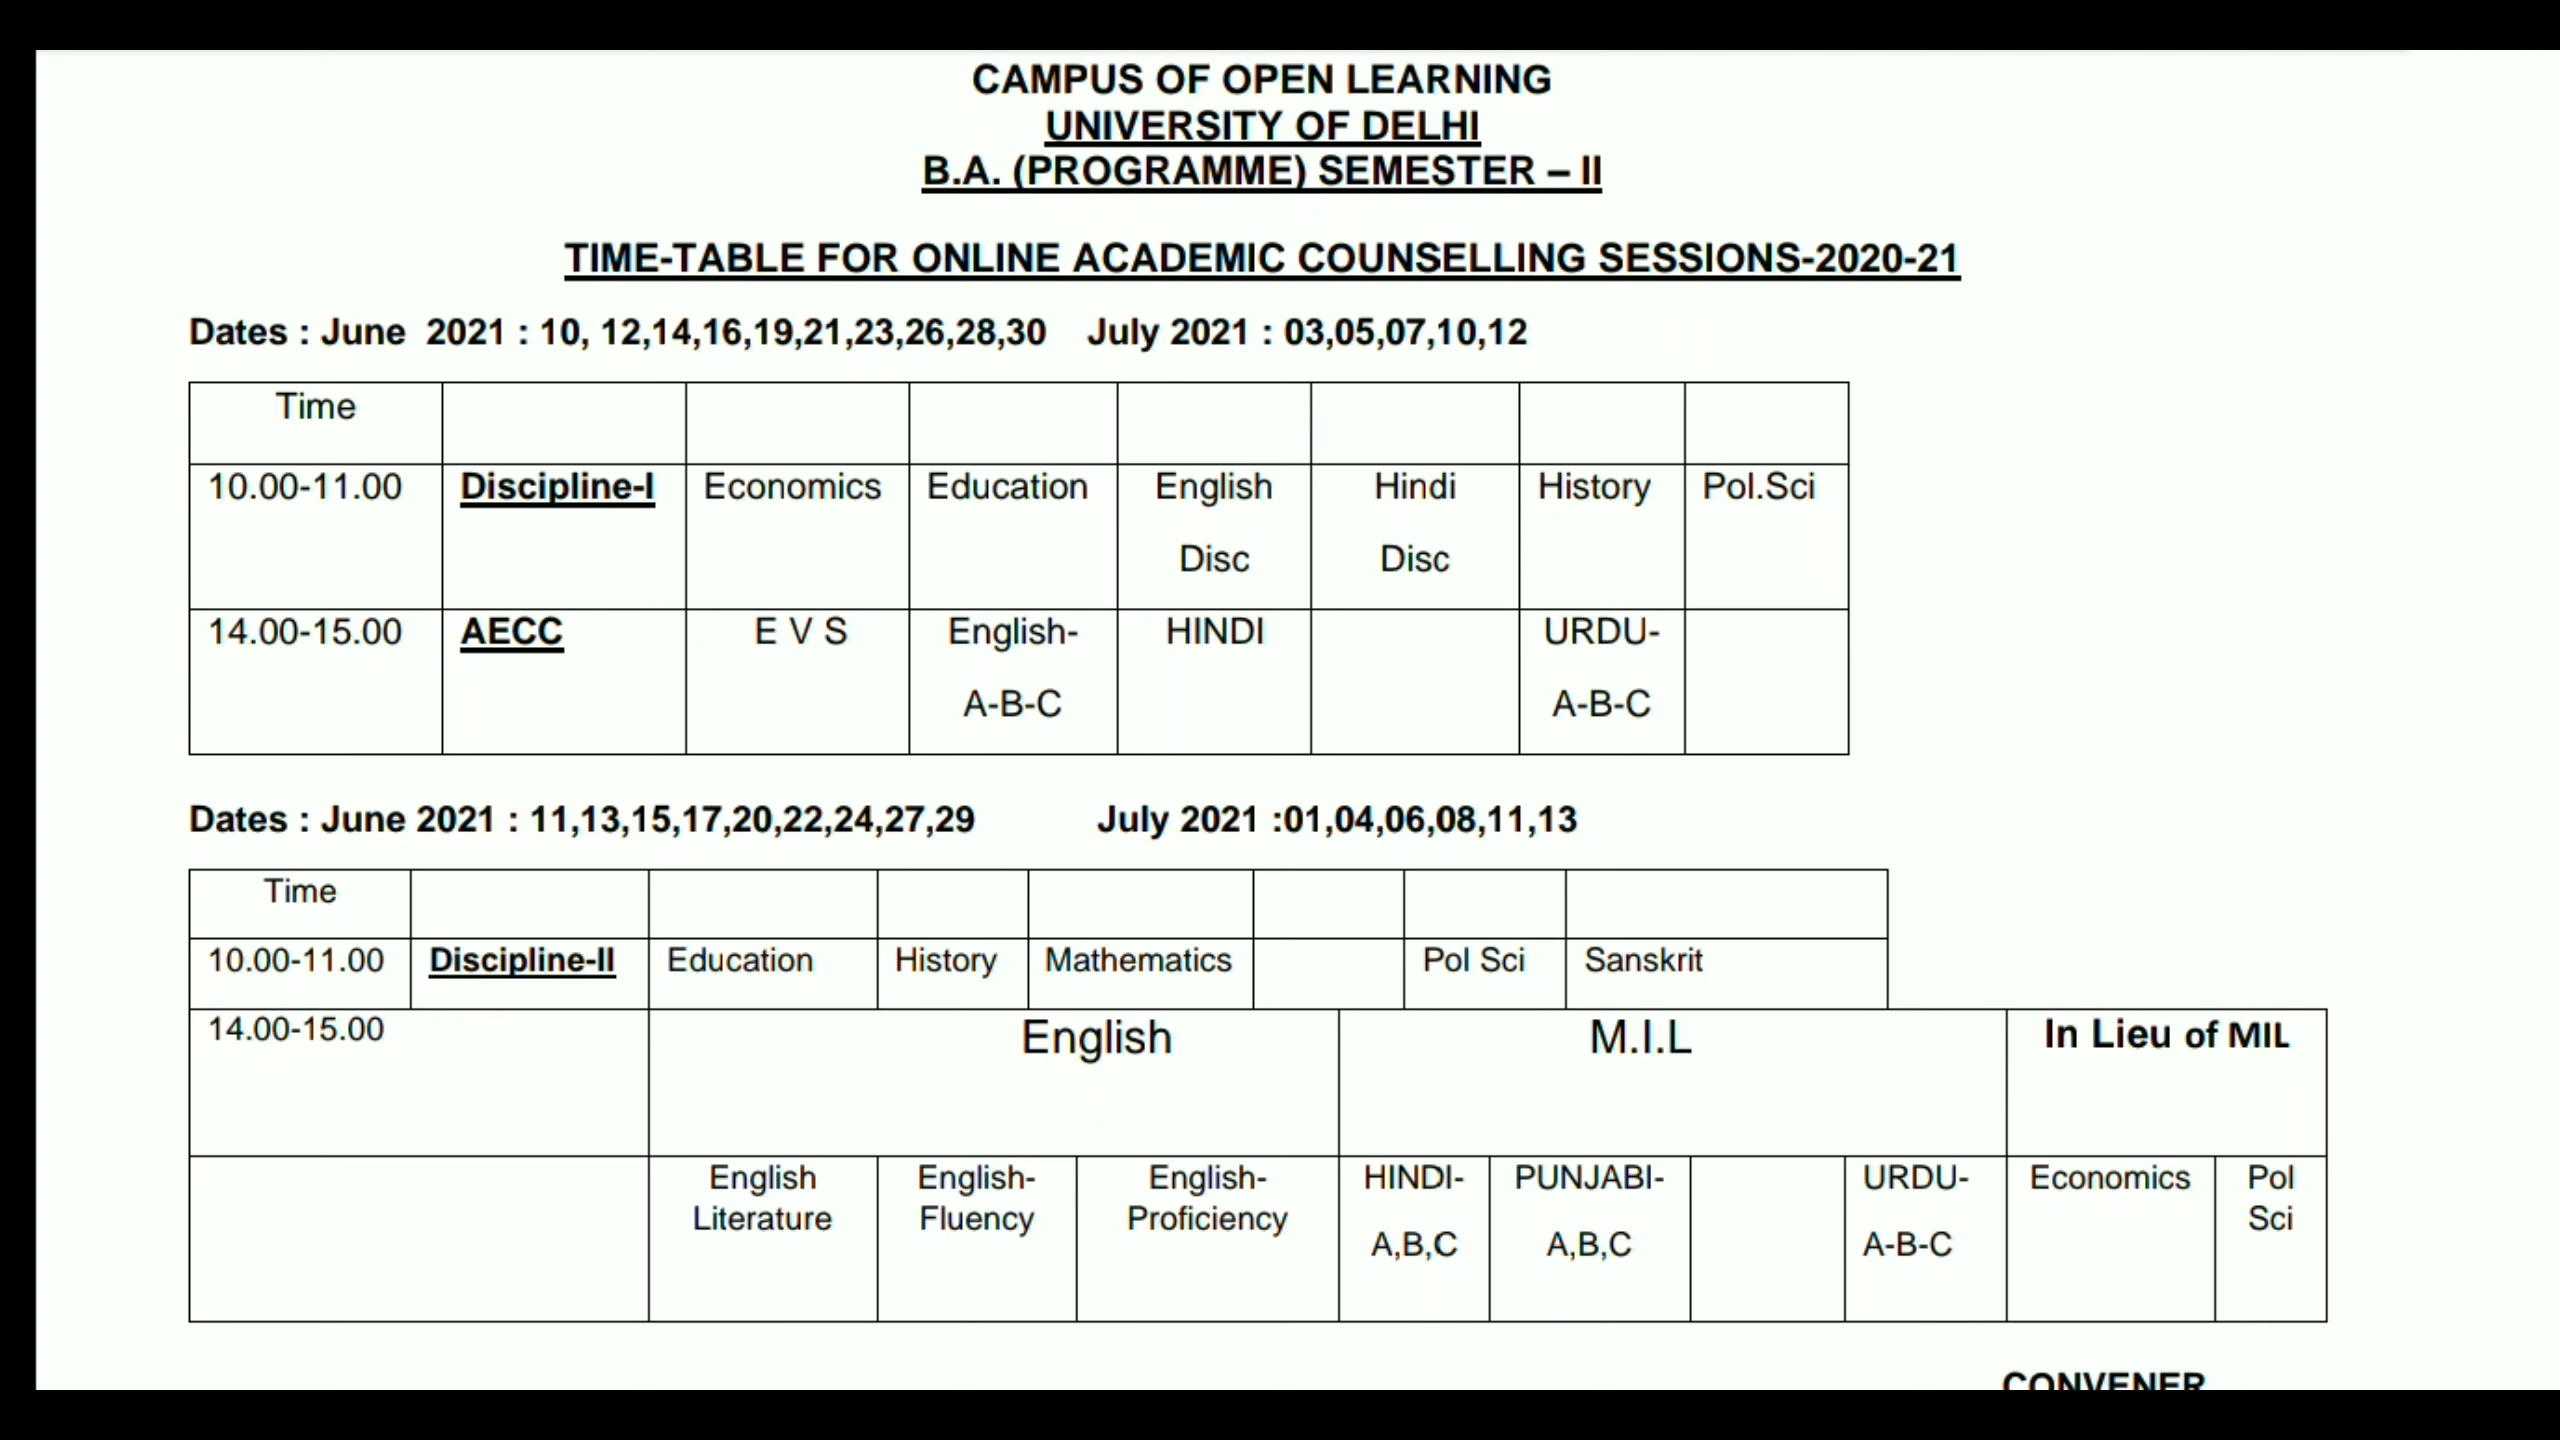 CAMPUS OF OPEN LEARNING
UNIVERSITY OF DELHI
B.A. (PROGRAMME) SEMESTER – II
TIME-TABLE FOR ONLINE ACADEMIC COUNSELLING SESSIONS-2020-21
Dates : June 2021 : 10, 12,14,16,19,21,23,26,28,30 July 2021 : 03,05,07,10,12
Time
10.00-11.00 Discipline-I Economics Education English Hindi History Pol.Sci
Disc Disc
14.00-15.00 AECC E V S English- HINDI URDU-
A-B-C A-B-C
Dates : June 2021 : 11,13,15,17,20,22,24,27,29 July 2021 :01,04,06,08,11,13
Time
10.00-11.00 Discipline-II Education History Mathematics Pol Sci Sanskrit
14.00-15.00 English M.I.L In Lieu of MIL
English English- English- HINDI- PUNJABI- URDU- Economics Pol
Literature Fluency Proficiency Sci
A,B,C A,B,C A-B-C
CONVENER